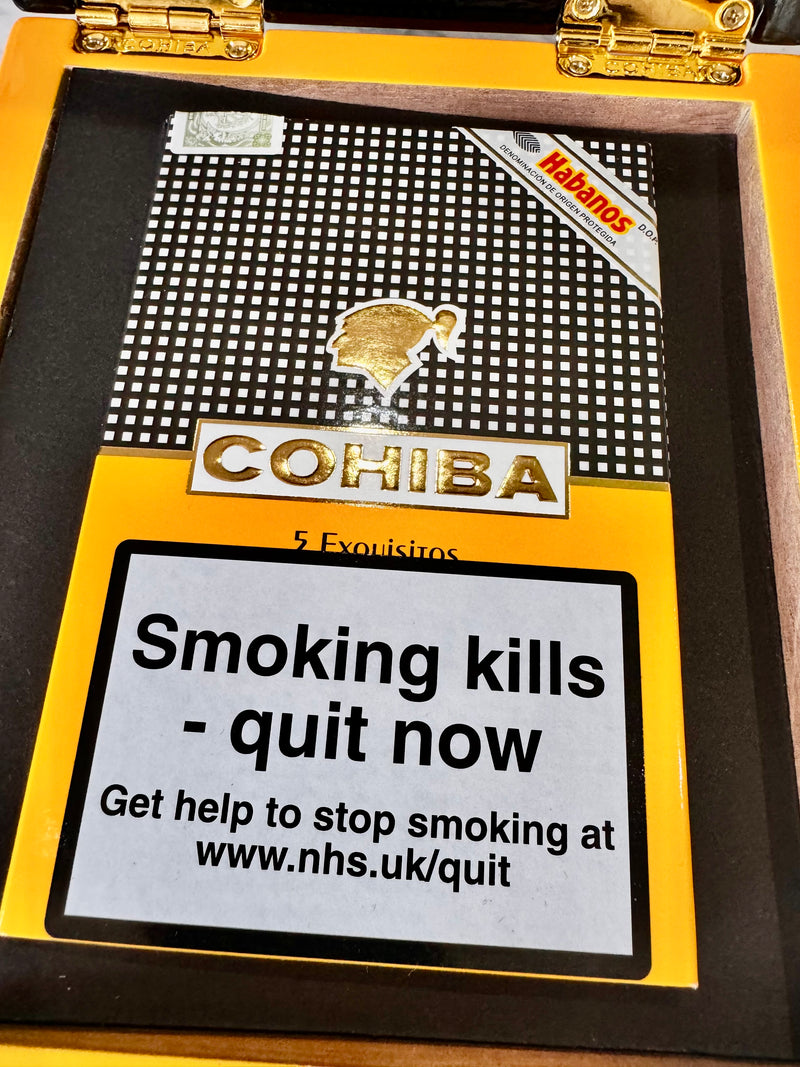 COHIBA
COHIBA
Habanos
D.O.P.
DENOMINACIÓN DE ORIGEN PROTEGIDA
COHIBA
5 Exquisitos
Smoking kills
- quit now
Get help to stop smoking at
www.nhs.uk/quit